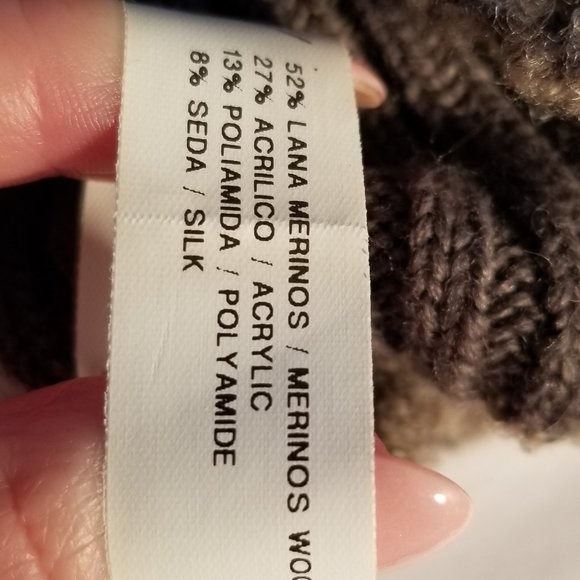 52% LANA MERINOS / MERINOS WOO
27% ACRILICO / ACRYLIC
13% POLIAMIDA / POLYAMIDE
8% SEDA / SILK